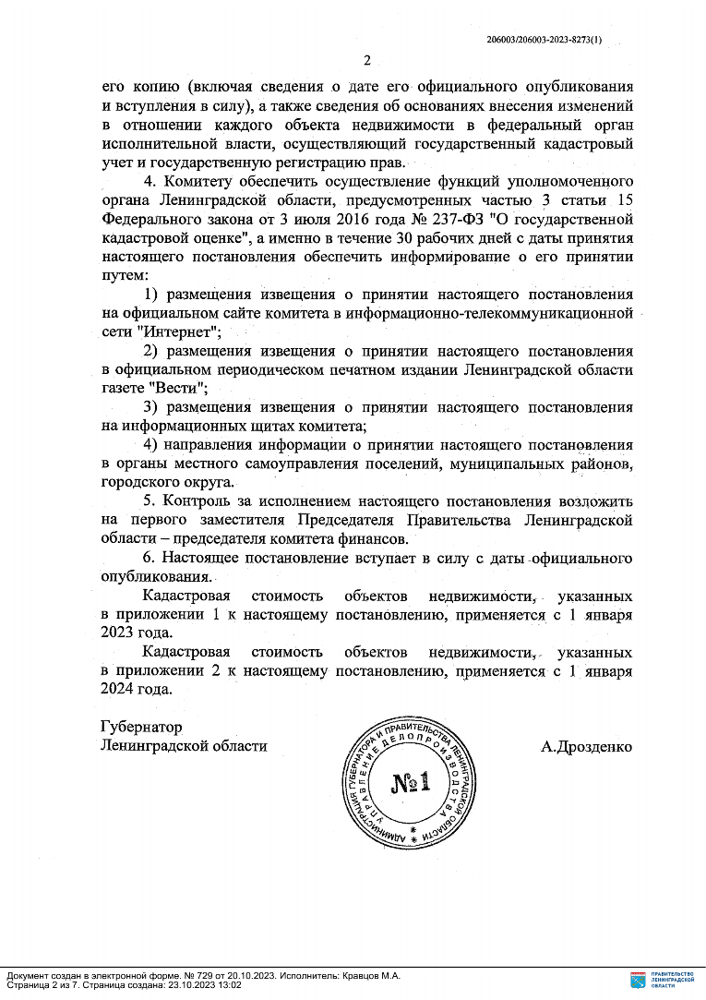 206003/206003-2023-8273(1)
2
его копию (включая сведения о дате его официального опубликования
и вступления в силу), а также сведения об основаниях внесения изменений
в отношении каждого объекта недвижимости в федеральный орган
исполнительной власти, осуществляющий государственный кадастровый
учет и государственную регистрацию прав.
4. Комитету обеспечить осуществление функций уполномоченного
органа Ленинградской области, предусмотренных частью 3 статьи 15
Федерального закона от 3 июля 2016 года № 237-ФЗ "О государственной
кадастровой оценке", а именно в течение 30 рабочих дней с даты принятия
настоящего постановления обеспечить информирование о его принятии
путем:
1) размещения извещения о принятии настоящего постановления
на официальном сайте комитета в информационно-телекоммуникационной
сети "Интернет";
2) размещения извещения о принятии настоящего постановления
в официальном периодическом печатном издании Ленинградской области
газете "Вести";
3) размещения извещения о принятии настоящего постановления
на информационных щитах комитета;
4) направления информации о принятии настоящего постановления
в органы местного самоуправления поселений, муниципальных районов,
городского округа.
5. Контроль за исполнением настоящего постановления возложить
на первого заместителя Председателя Правительства Ленинградской
области – председателя комитета финансов.
6. Настоящее постановление вступает в силу с даты официального
опубликования.
Кадастровая стоимость объектов недвижимости, указанных
в приложении 1 к настоящему постановлению, применяется с 1 января
2023 года.
Кадастровая стоимость объектов недвижимости, указанных
в приложении 2 к настоящему постановлению, применяется с 1 января
2024 года.
Губернатор
Ленинградской области
А.Дрозденко
АДМИНИСТРАЦИЯ ГУБЕРНАТОРА И ПРАВИТЕЛЬСТВА ЛЕНИНГРАДСКОЙ ОБЛАСТИ
УПРАВЛЕНИЕ ДЕЛОПРОИЗВОДСТВА
№1
Документ создан в электронной форме. № 729 от 20.10.2023. Исполнитель: Кравцов М.А.
Страница 2 из 7. Страница создана: 23.10.2023 13:02
ПРАВИТЕЛЬСТВО
ЛЕНИНГРАДСКОЙ
ОБЛАСТИ